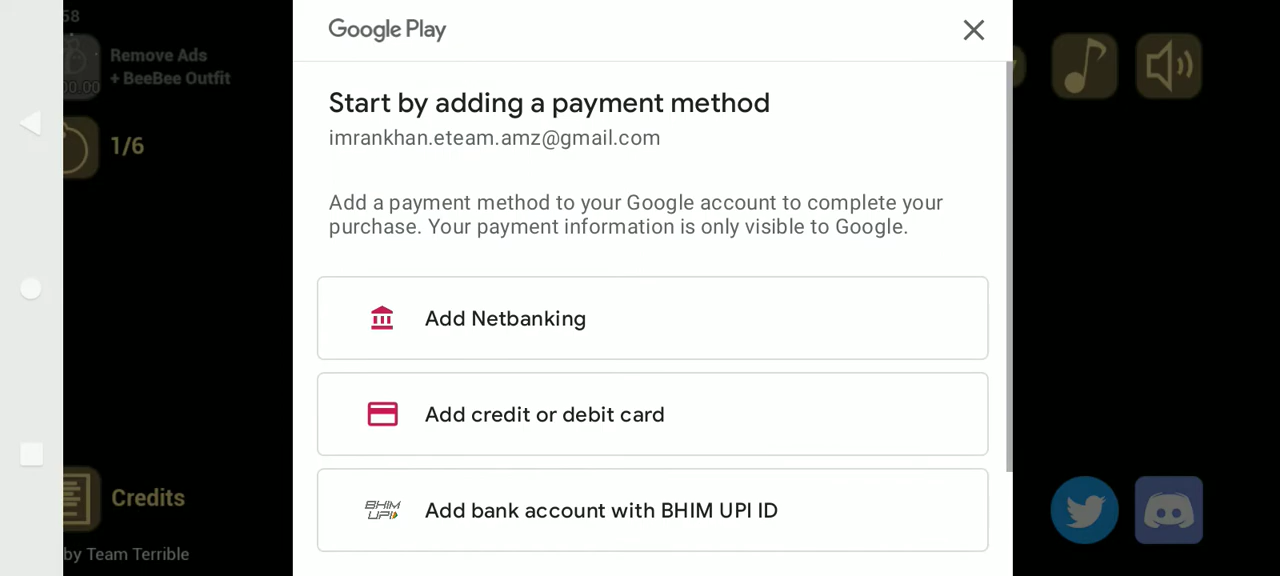 58
Remove Ads
+ BeeBee Outfit
00.00
1/6
Credits
by Team Terrible
Google Play
Start by adding a payment method
imrankhan.eteam.amz@gmail.com
Add a payment method to your Google account to complete your
purchase. Your payment information is only visible to Google.
Add Netbanking
Add credit or debit card
BHIM
UPI
Add bank account with BHIM UPI ID